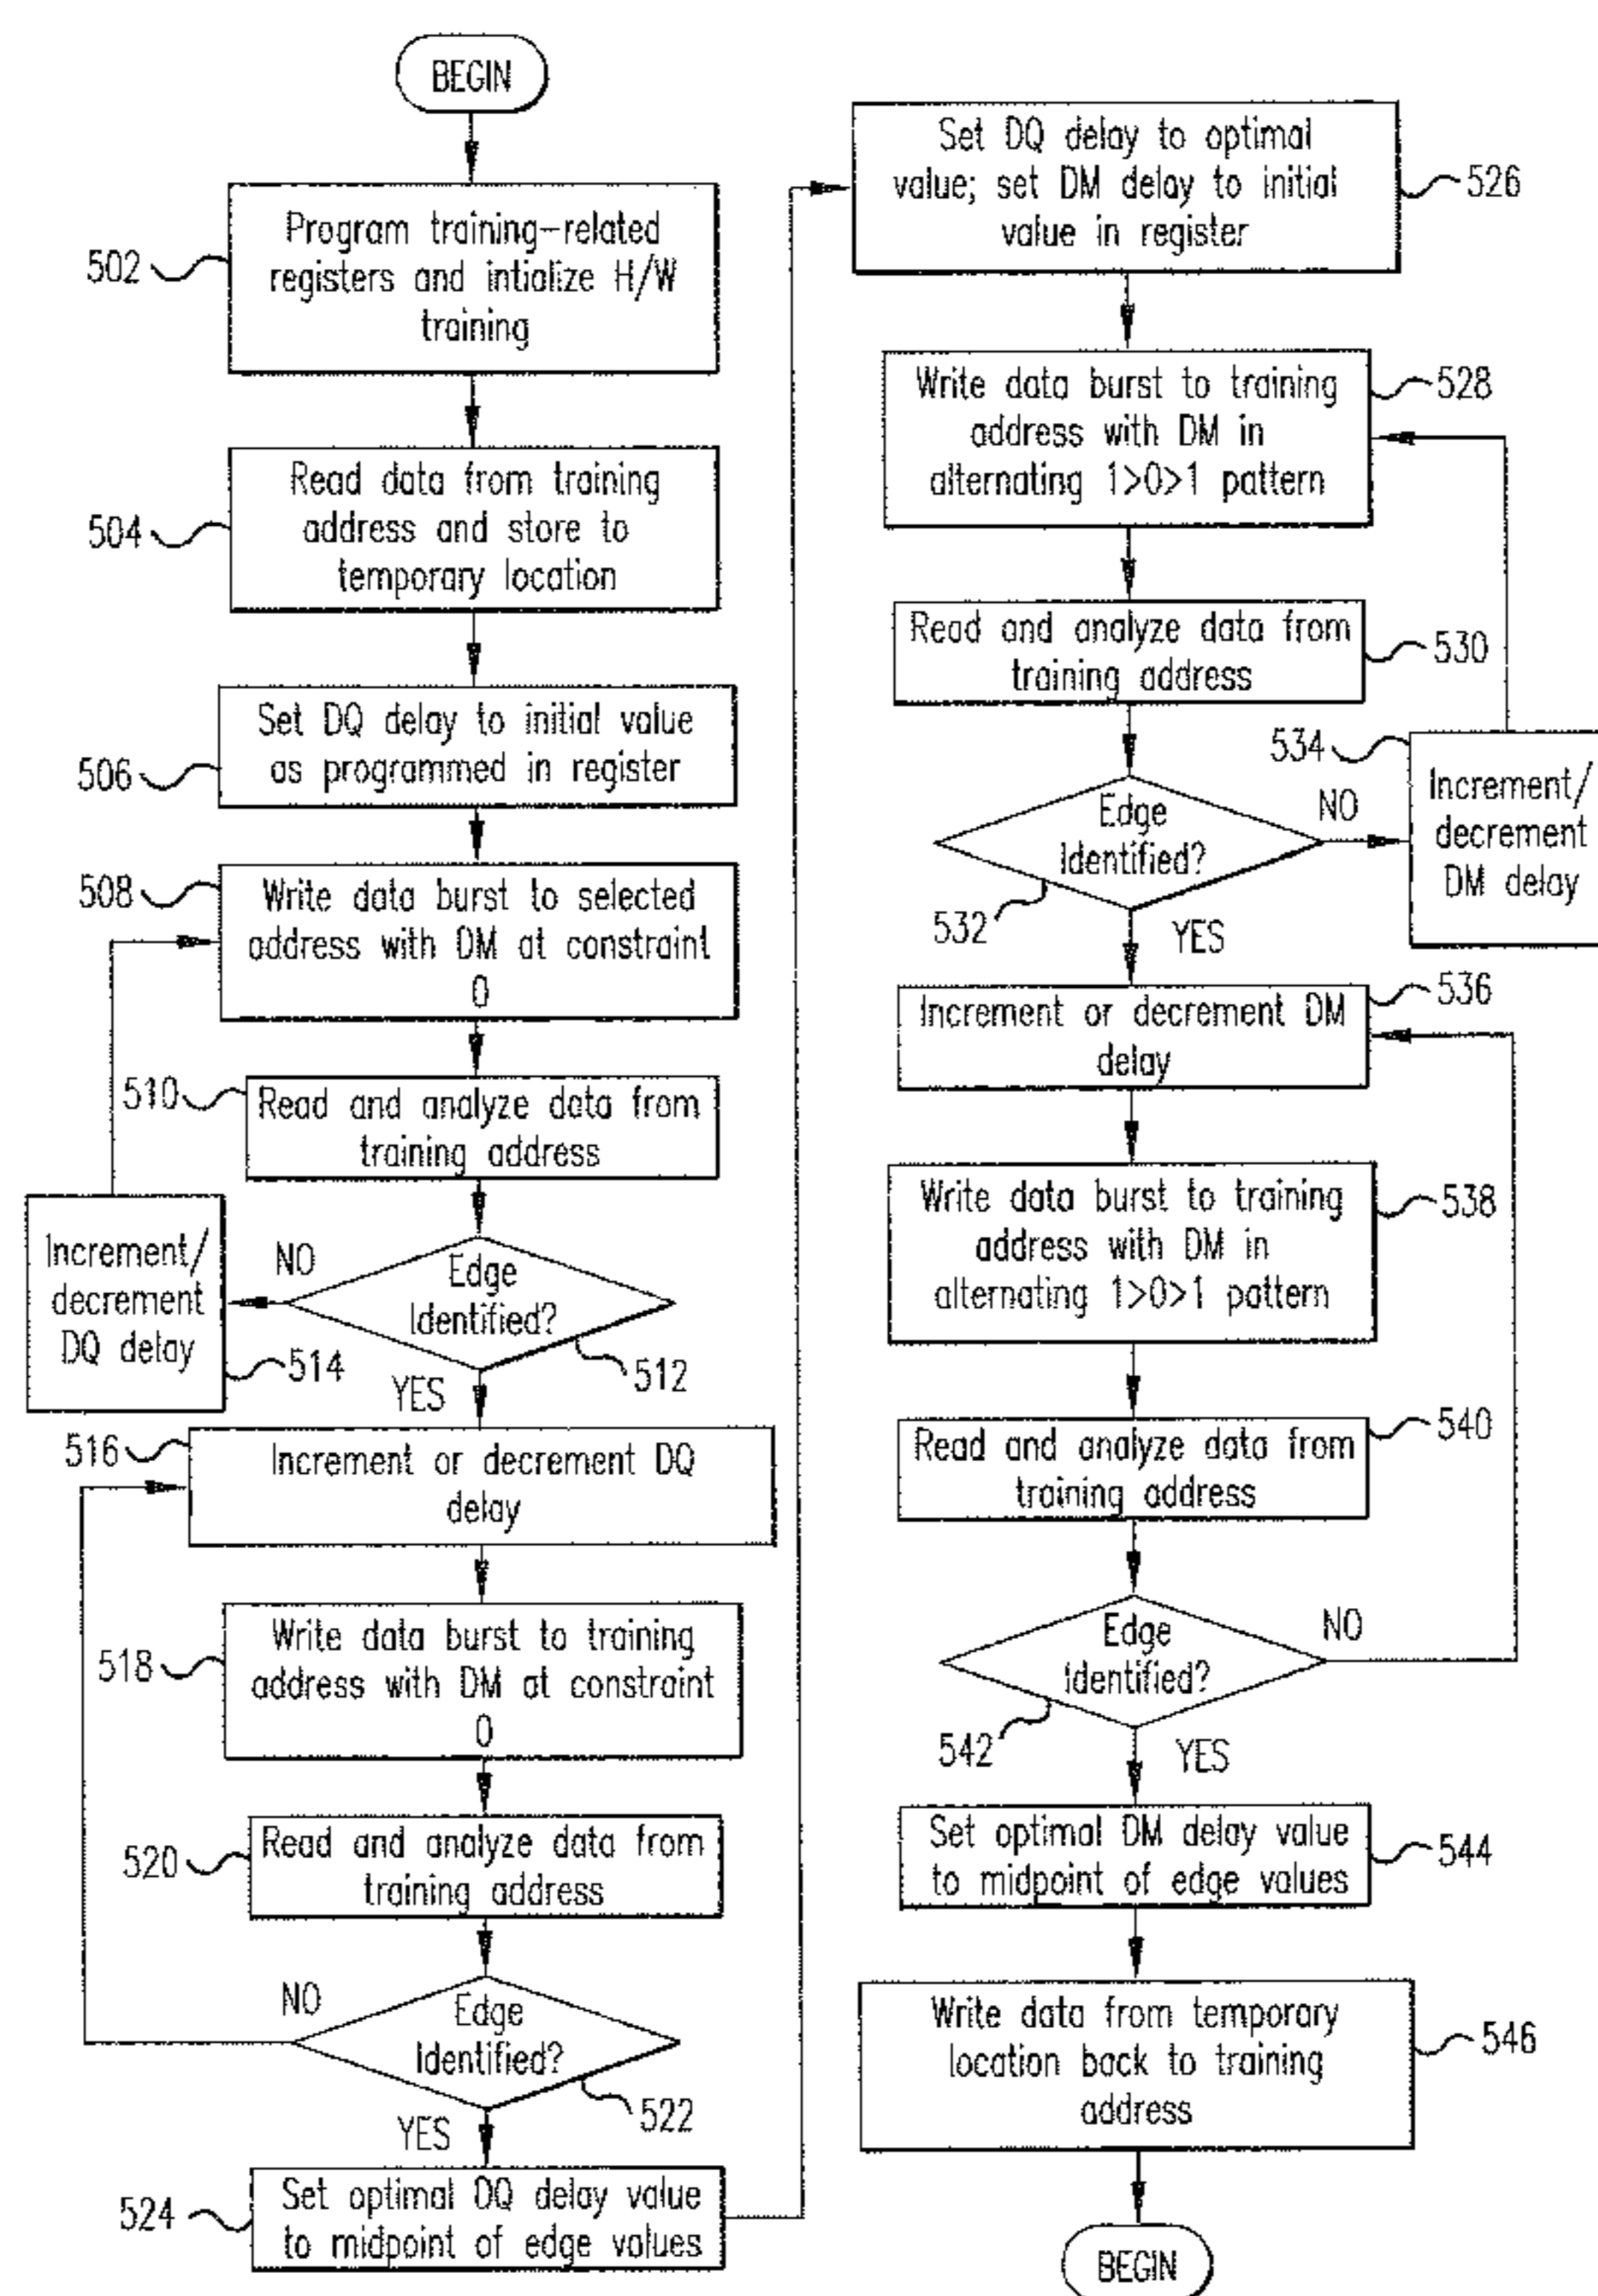 BEGIN
502
Program training-related
registers and intialize H/W
training
504
Read data from training
address and store to
temporary location
506
Set DQ delay to initial value
as programmed in register
508
Write data burst to selected
address with DM at constraint
0
510
Read and analyze data from
training address
Increment/
decrement
DQ delay
514
NO
Edge
Identified?
512
YES
516
Increment or decrement DQ
delay
518
Write data burst to training
address with DM at constraint
0
520
Read and analyze data from
training address
NO
Edge
Identified?
522
YES
524
Set optimal DQ delay value
to midpoint of edge values
Set DQ delay to optimal
value; set DM delay to initial
value in register
526
Write data burst to training
address with DM in
alternating 1>0>1 pattern
528
Read and analyze data from
training address
530
Edge
Identified?
532
NO
534
Increment/
decrement
DM delay
YES
Increment or decrement DM
delay
536
Write data burst to training
address with DM in
alternating 1>0>1 pattern
538
Read and analyze data from
training address
540
Edge
Identified?
542
NO
YES
Set optimal DM delay value
to midpoint of edge values
544
Write data from temporary
location back to training
address
546
BEGIN